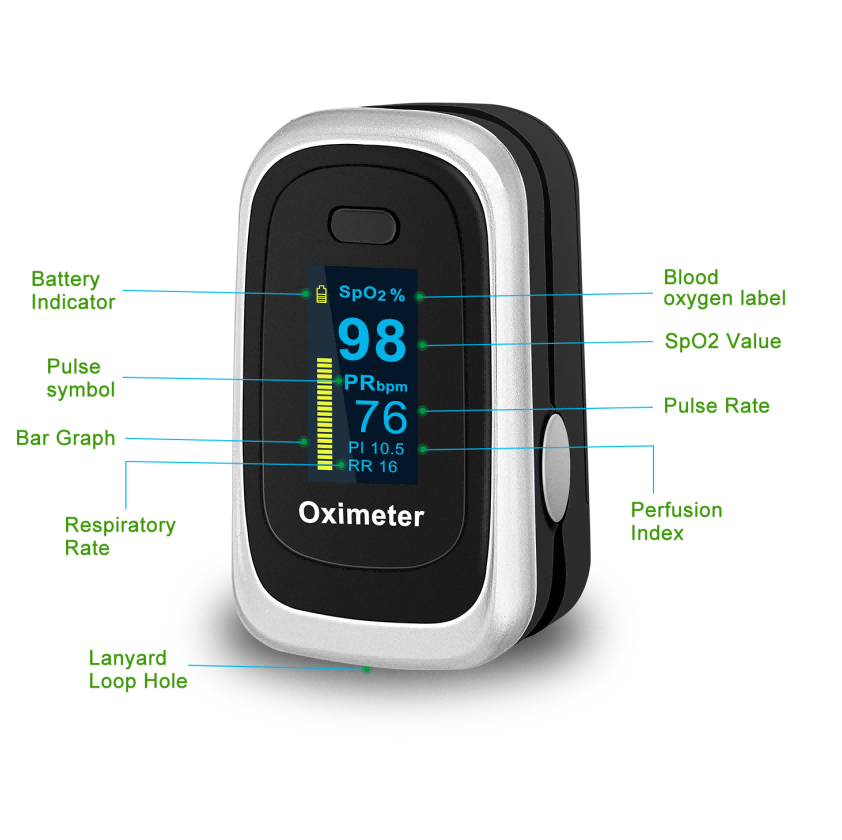 Battery
Indicator
Pulse
symbol
Bar Graph
Respiratory
Rate
Lanyard
Loop Hole
SpO2 %
98
PRbpm
76
PI 10.5
RR 16
Oximeter
Blood
oxygen label
SpO2 Value
Pulse Rate
Perfusion
Index